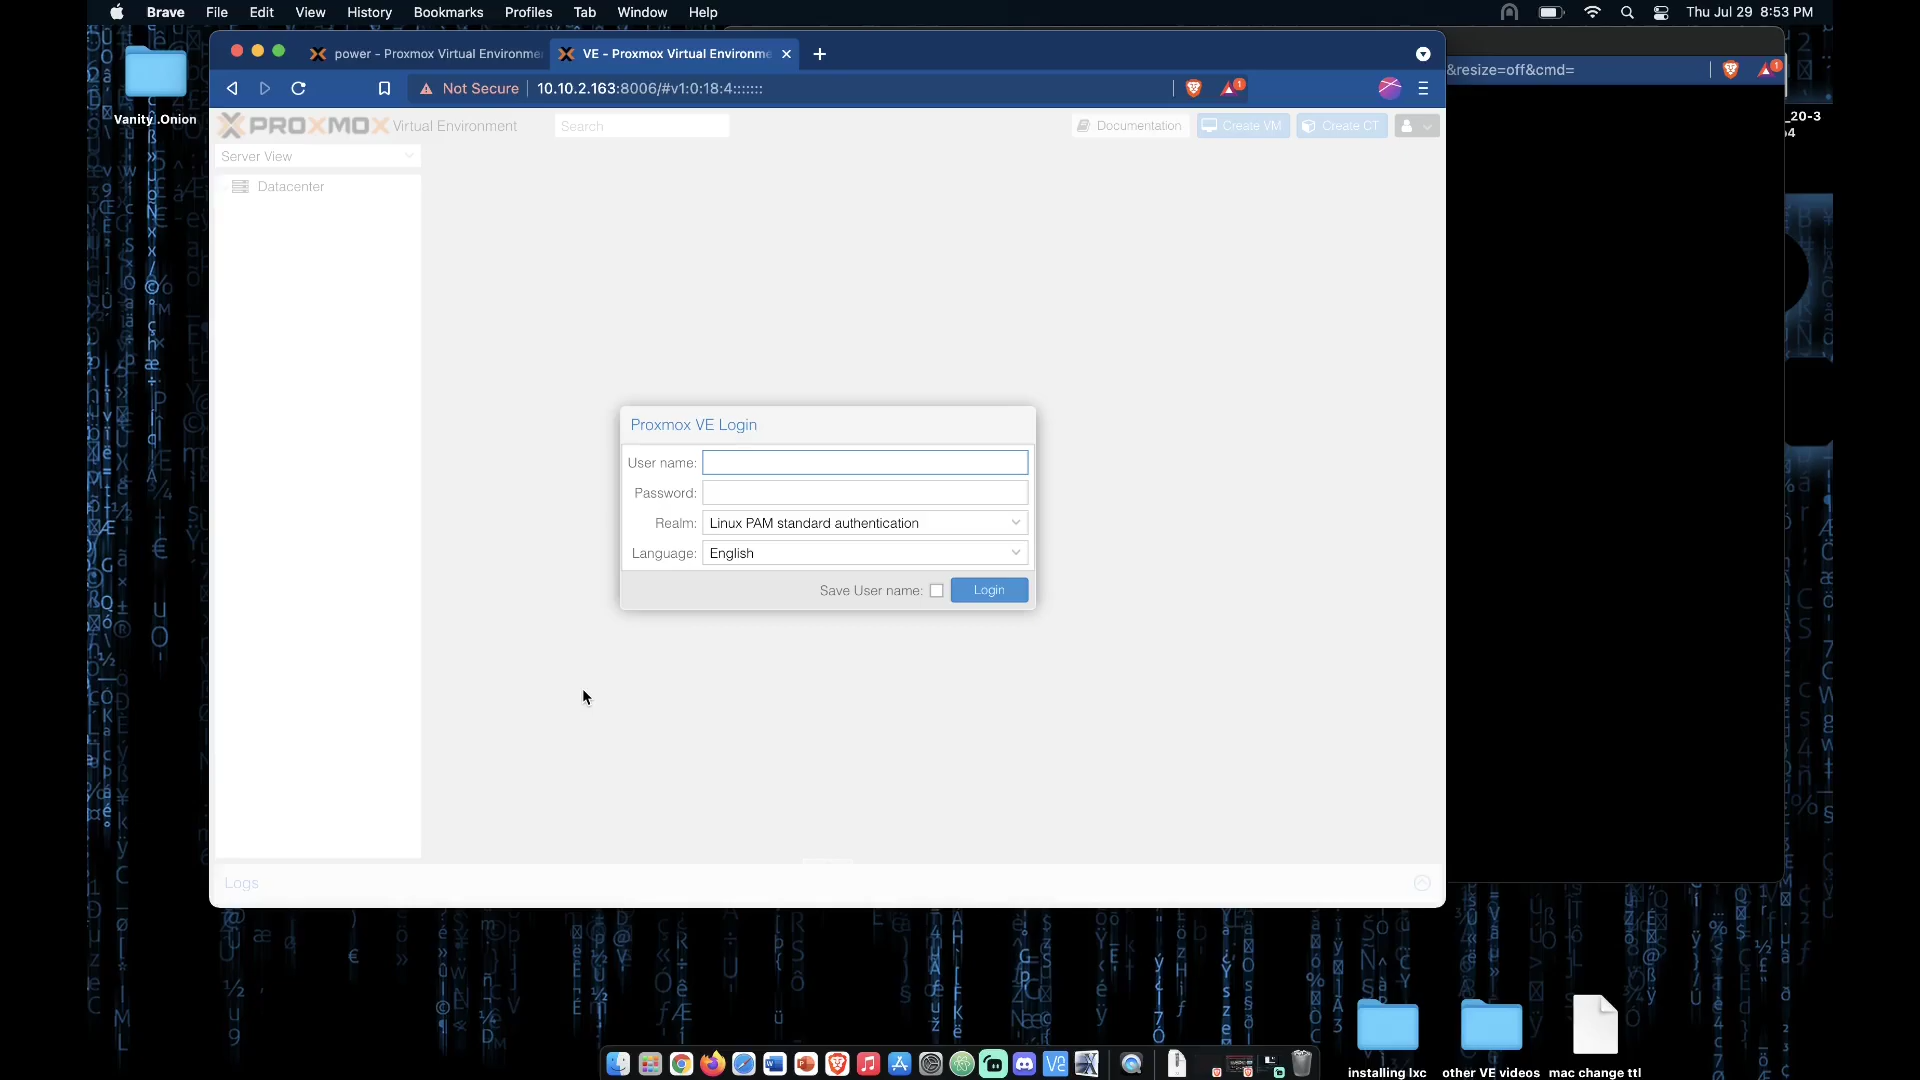 Brave File Edit View History Bookmarks Profiles Tab Window Help Thu Jul 29 8:53 PM
power - Proxmox Virtual Environme
VE - Proxmox Virtual Environme
Not Secure 10.10.2.163:8006/#v1:0:18:4:::::::
&resize=off&cmd=
1
1
Vanity .Onion
_20-3
PROXMOX Virtual Environment
Search
Documentation
Create VM
Create CT
Server View
Datacenter
Proxmox VE Login
User name:
Password:
Realm: Linux PAM standard authentication
Language: English
Save User name: Login
Logs
installing lxc other VE videos mac change ttl